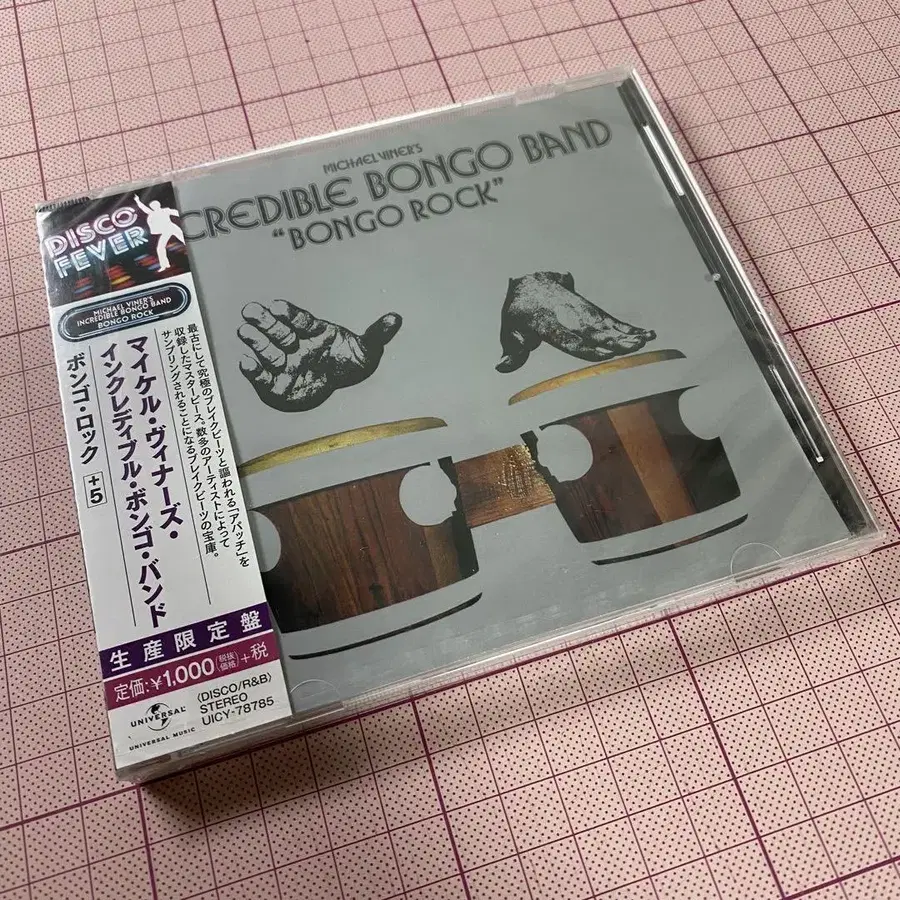 MICHAEL VINER'S
CREDIBLE BONGO BAND
"BONGO ROCK"
DISCO
FEVER
MICHAEL VINER'S
INCREDIBLE BONGO BAND
BONGO ROCK
最古にして究極のブレイクビーツと謳われる「アパッチ」を
収録したマスターピース。数多のアーティストによって
サンプリングされることになるブレイクビーツの宝庫。
マイケル・ヴィナーズ・
インクレディブル・ボンゴ・バンド
ボンゴ・ロック +5
生産限定盤
定価:¥1,000(税抜価格)+税
UNIVERSAL
UNIVERSAL MUSIC
〈DISCO/R&B〉
STEREO
UICY-78785